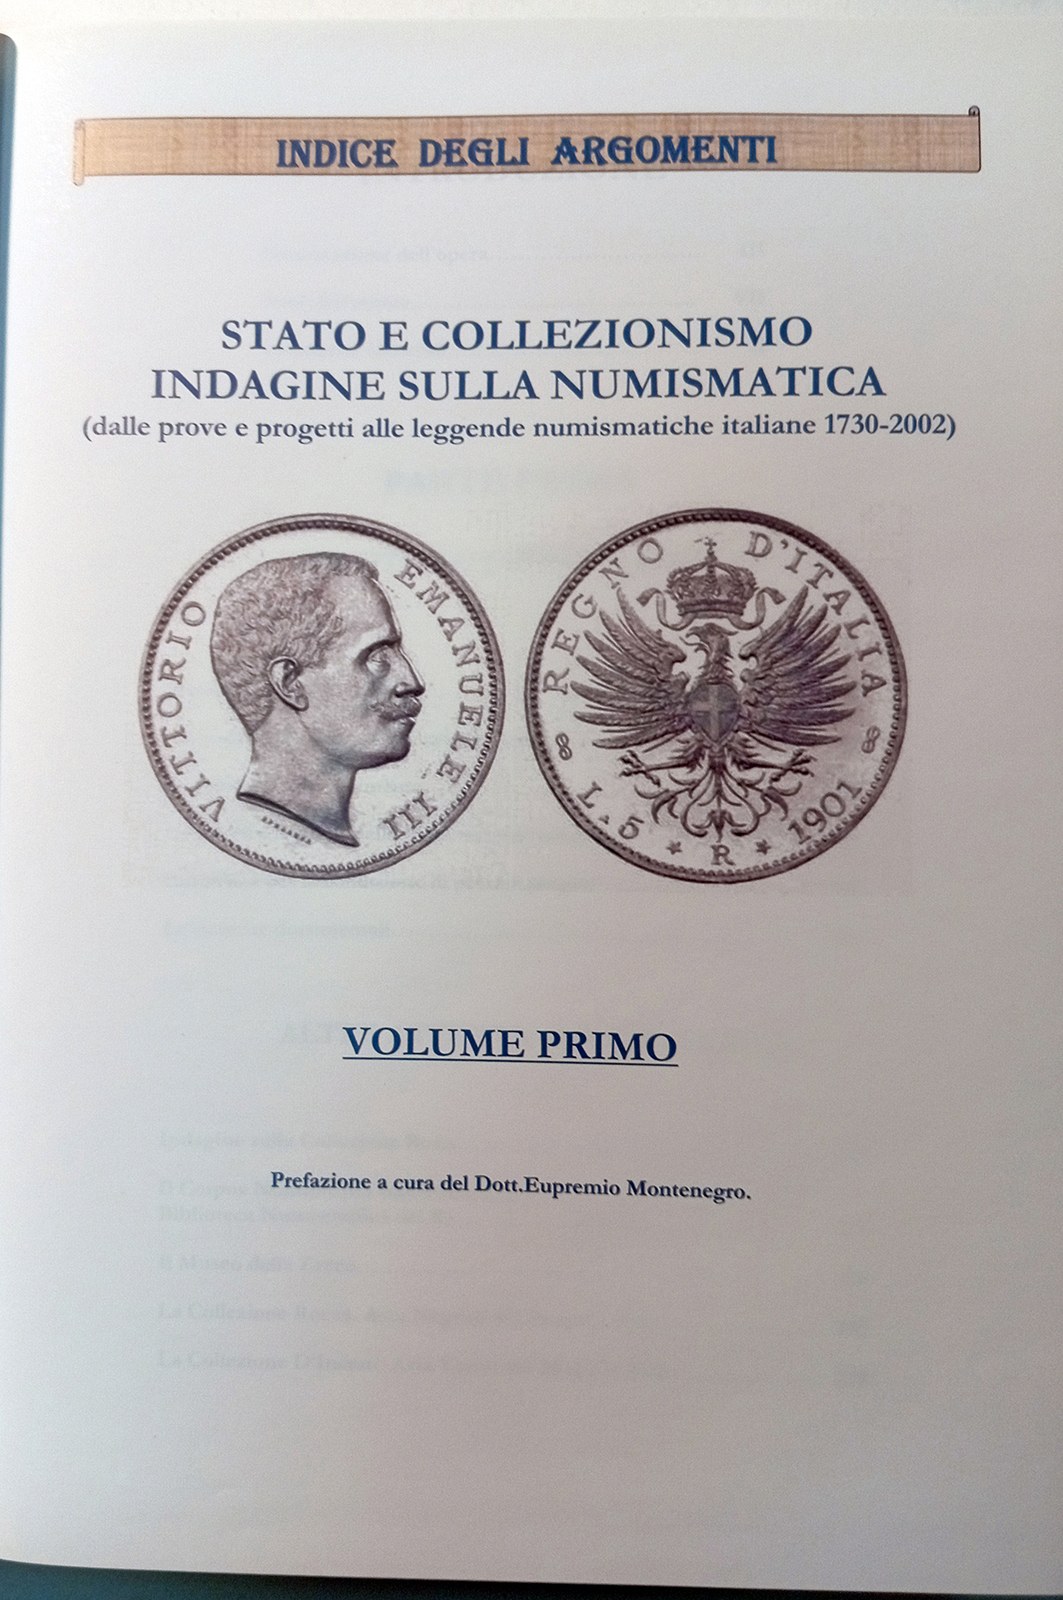 INDICE DEGLI ARGOMENTI
STATO E COLLEZIONISMO
INDAGINE SULLA NUMISMATICA
(dalle prove e progetti alle leggende numismatiche italiane 1730-2002)
VITTORIO EMANUELE III
REGNO D'ITALIA
L. 5 * R * 1901
VOLUME PRIMO
Prefazione a cura del Dott.Eupremio Montenegro.